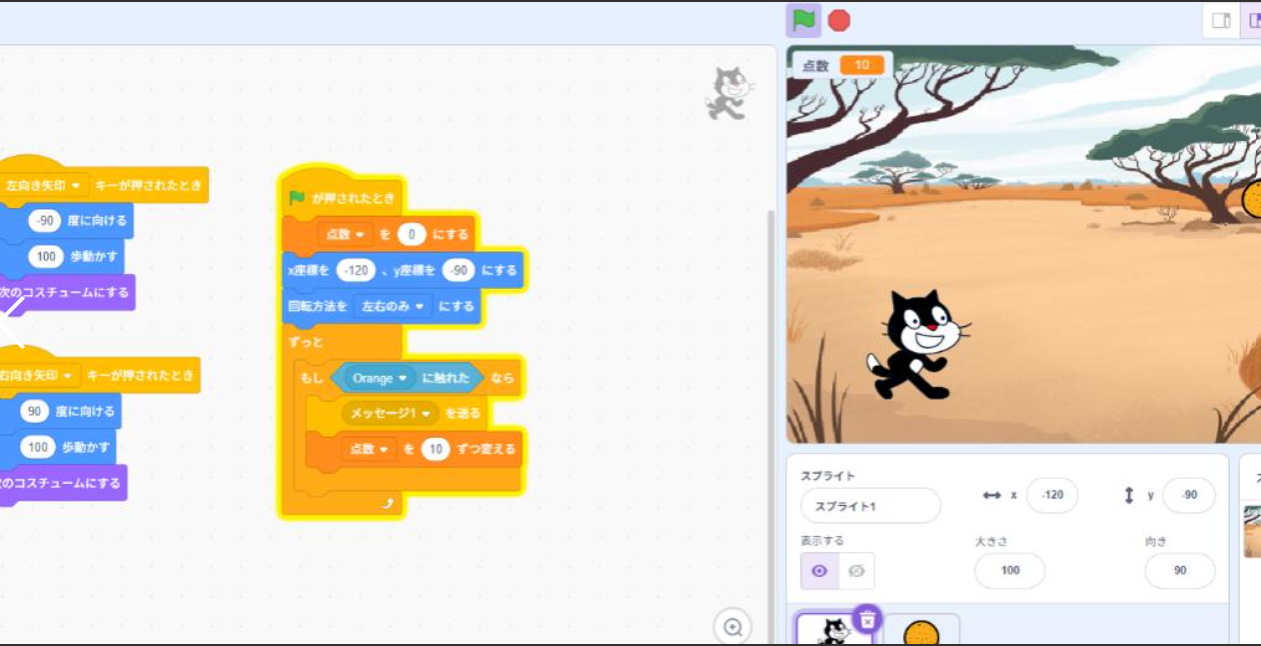 点数 10
左向き矢印 キーが押されたとき
-90 度に向ける
100 歩動かす
次のコスチュームにする
右向き矢印 キーが押されたとき
90 度に向ける
100 歩動かす
のコスチュームにする
が押されたとき
点数 を 0 にする
x座標を -120 、y座標を -90 にする
回転方法を 左右のみ にする
ずっと
もし Orange に触れた なら
メッセージ1 を送る
点数 を 10 ずつ変える
スプライト
スプライト1
x -120
y -90
表示する
大きさ
向き
100
90